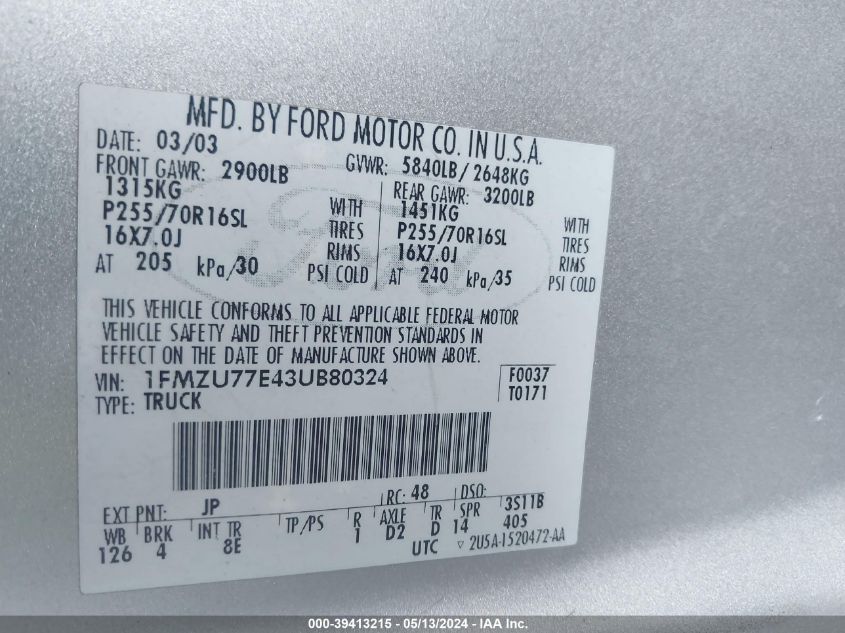 MFD. BY FORD MOTOR CO. IN U.S.A.
DATE: 03/03 GVWR: 5840LB/2648KG
FRONT GAWR: 2900LB REAR GAWR: 3200LB
1315KG WITH 1451KG WITH
P255/70R16SL TIRES P255/70R16SL TIRES
16X7.0J RIMS 16X7.0J RIMS
AT 205 kPa/30 PSI COLD AT 240 kPa/35 PSI COLD
Ford
THIS VEHICLE CONFORMS TO ALL APPLICABLE FEDERAL MOTOR
VEHICLE SAFETY AND THEFT PREVENTION STANDARDS IN
EFFECT ON THE DATE OF MANUFACTURE SHOWN ABOVE.
VIN: 1FMZU77E43UB80324 F0037
TYPE: TRUCK T0171
EXT PNT: JP RC: 48 DSO:
WB BRK INT TR TP/PS R AXLE TR SPR 3S11B
126 4 8E 1 D2 D 14 405
UTC ▽ 2U5A-1520472-AA
000-39413215 - 05/13/2024 - IAA Inc.